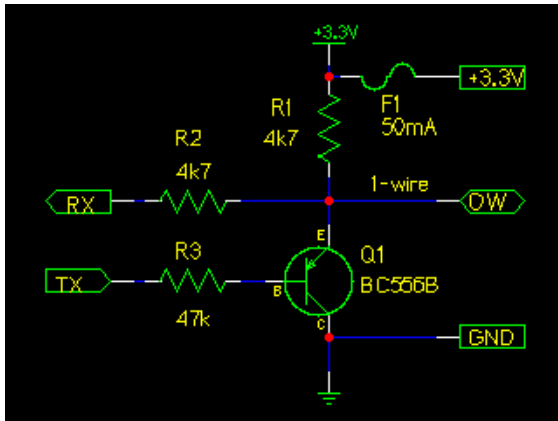 +3.3V
+3.3V
R1
4k7
F1
50mA
R2
4k7
1-wire
RX
OW
R3
E
Q1
TX
B
BC556B
47k
C
GND